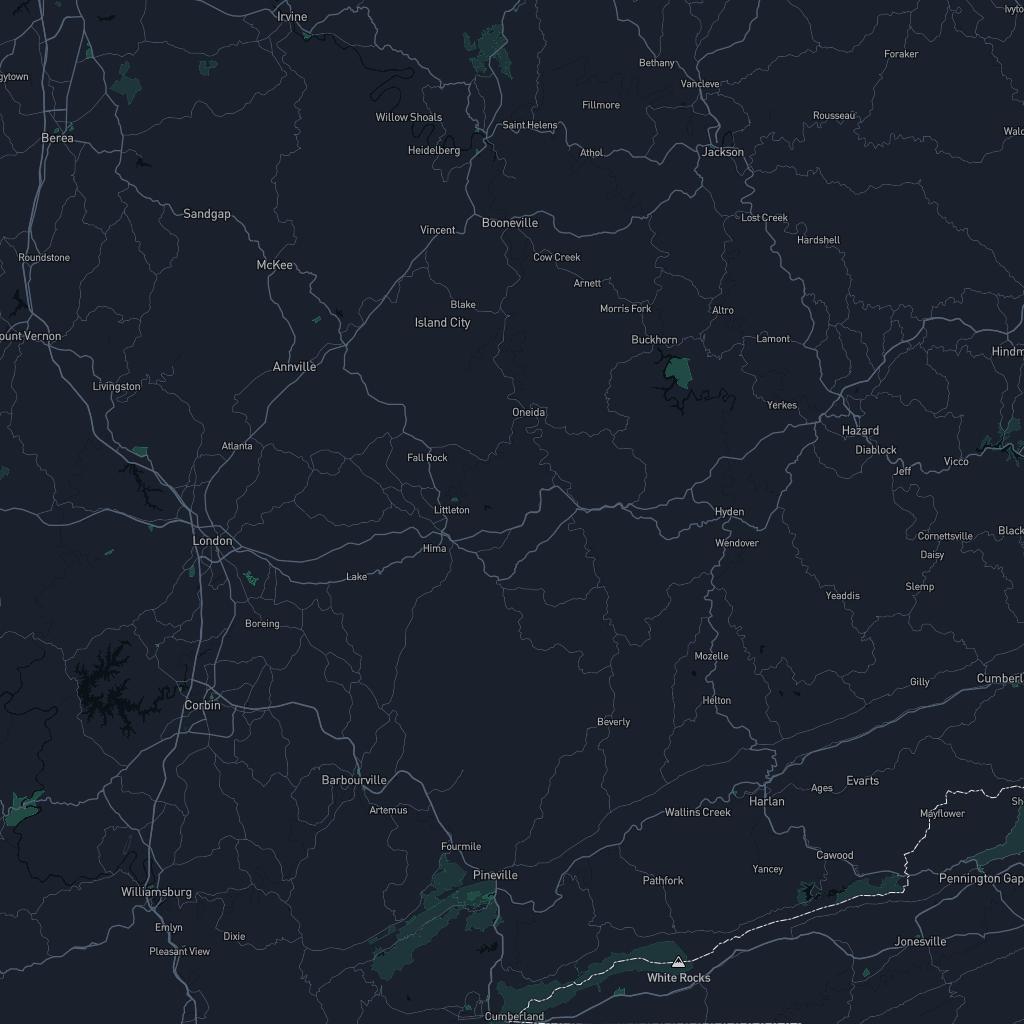 Irvine
Foraker
Bethany
Vancleve
Fillmore
Willow Shoals
Rousseau
Saint Helens
Berea
Heidelberg
Athol
Jackson
Sandgap
Lost Creek
Booneville
Vincent
Hardshell
Roundstone
Cow Creek
McKee
Arnett
Blake
Morris Fork
Altro
Island City
ount Vernon
Buckhorn
Lamont
Hindm
Annville
Livingston
Yerkes
Oneida
Hazard
Atlanta
Diablock
Fall Rock
Vicco
Jeff
Littleton
Hyden
Black
Cornettsville
London
Wendover
Hima
Daisy
Lake
Slemp
Yeaddis
Boreing
Mozelle
Gilly
Cumberl
Helton
Corbin
Beverly
Barbourville
Evarts
Ages
Harlan
Sh
Artemus
Wallins Creek
Mayflower
Fourmile
Cawood
Yancey
Pineville
Pathfork
Pennington Gap
Williamsburg
Emlyn
Dixie
Jonesville
Pleasant View
White Rocks
Cumberland